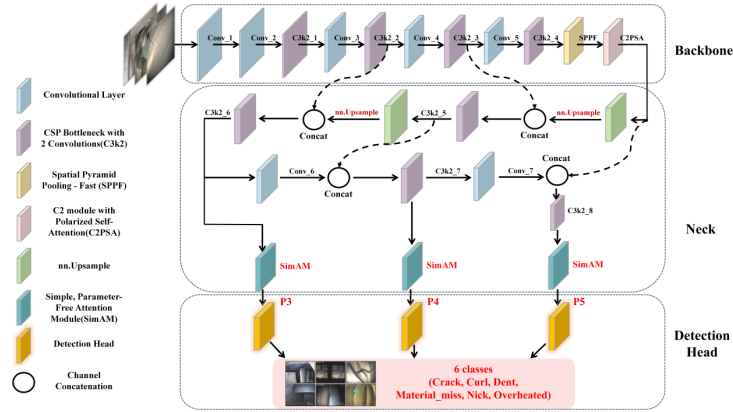 Conv_1
Conv_2
C3k2_1
Conv_3
C3k2_2
Conv_4
C3k2_3
Conv_5
C3k2_4
SPPF
C2PSA
Backbone
Convolutional Layer
CSP Bottleneck with
2 Convolutions(C3k2)
Spatial Pyramid
Pooling - Fast (SPPF)
C2 module with
Polarized Self-
Attention(C2PSA)
nn.Upsample
Simple, Parameter-
Free Attention
Module(SimAM)
Detection Head
Channel
Concatenation
C3k2_6
Concat
nn.Upsample
C3k2_5
Concat
nn.Upsample
Conv_6
Concat
C3k2_7
Conv_7
Concat
C3k2_8
Neck
SimAM
SimAM
SimAM
P3
P4
P5
Detection
Head
6 classes
(Crack, Curl, Dent,
Material_miss, Nick, Overheated)